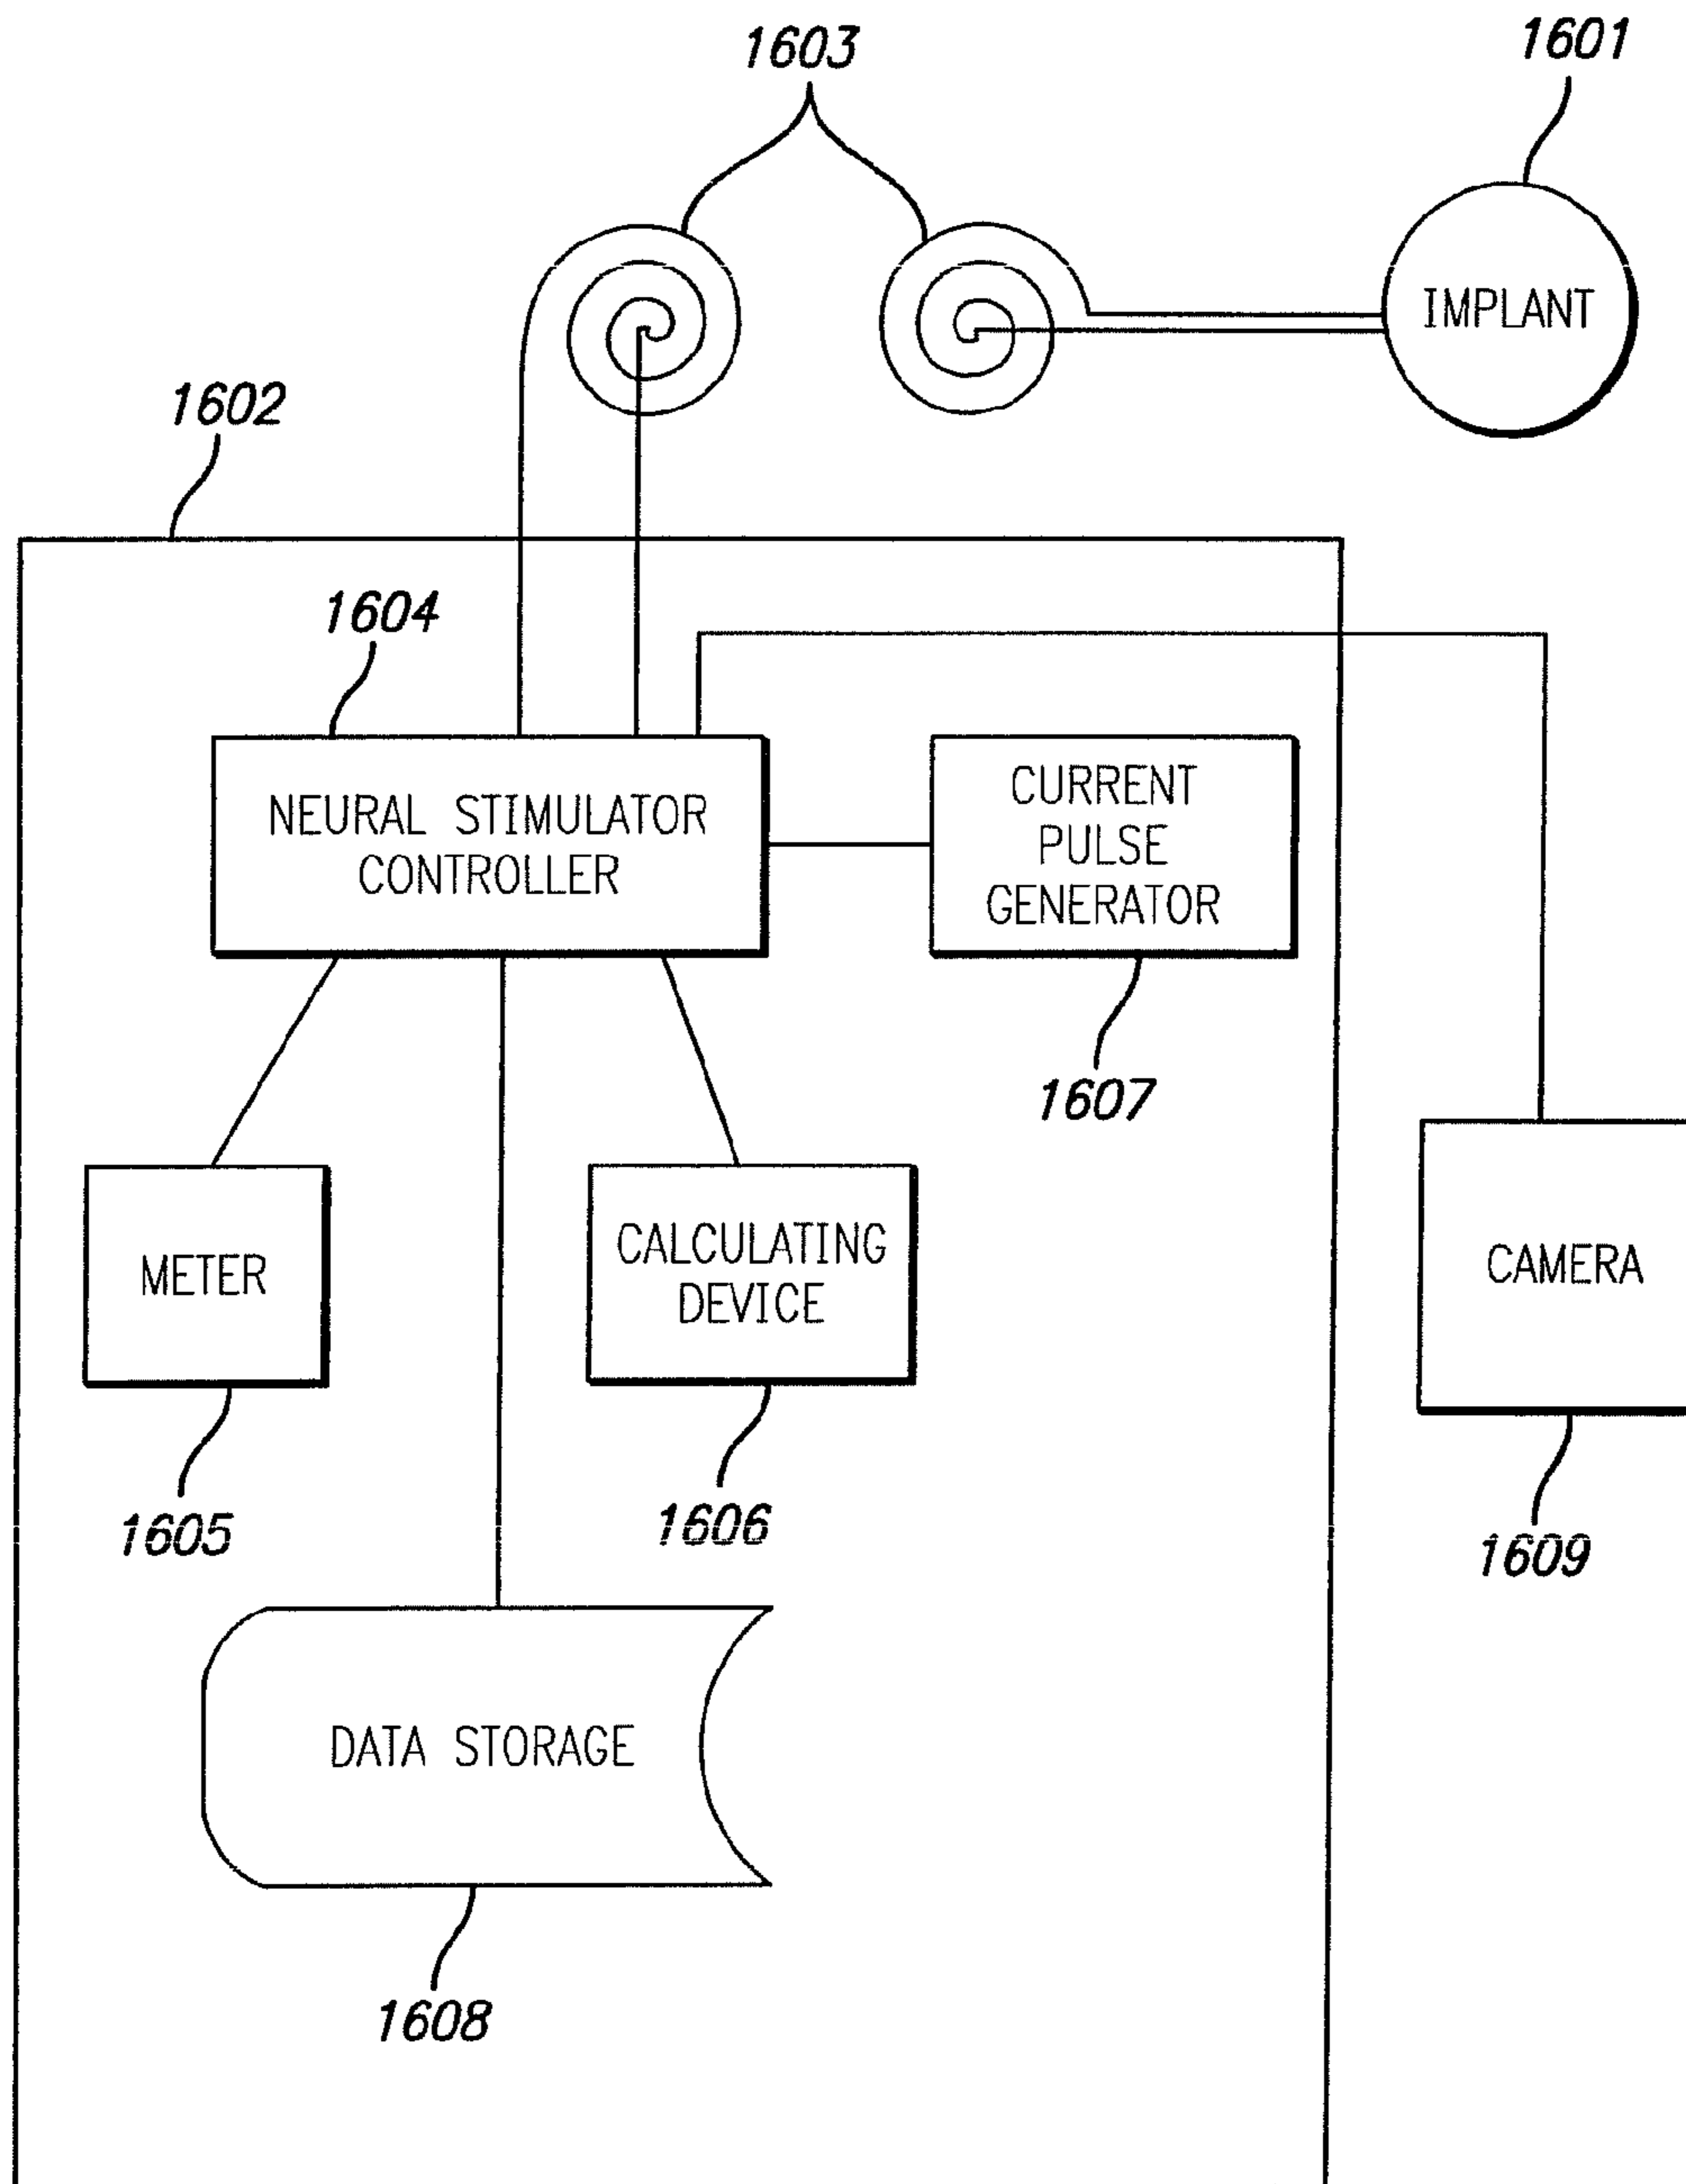 1603
1601
IMPLANT
1602
1604
NEURAL STIMULATOR
CONTROLLER
CURRENT
PULSE
GENERATOR
1607
METER
CALCULATING
DEVICE
CAMERA
1605
1606
1609
DATA STORAGE
1608